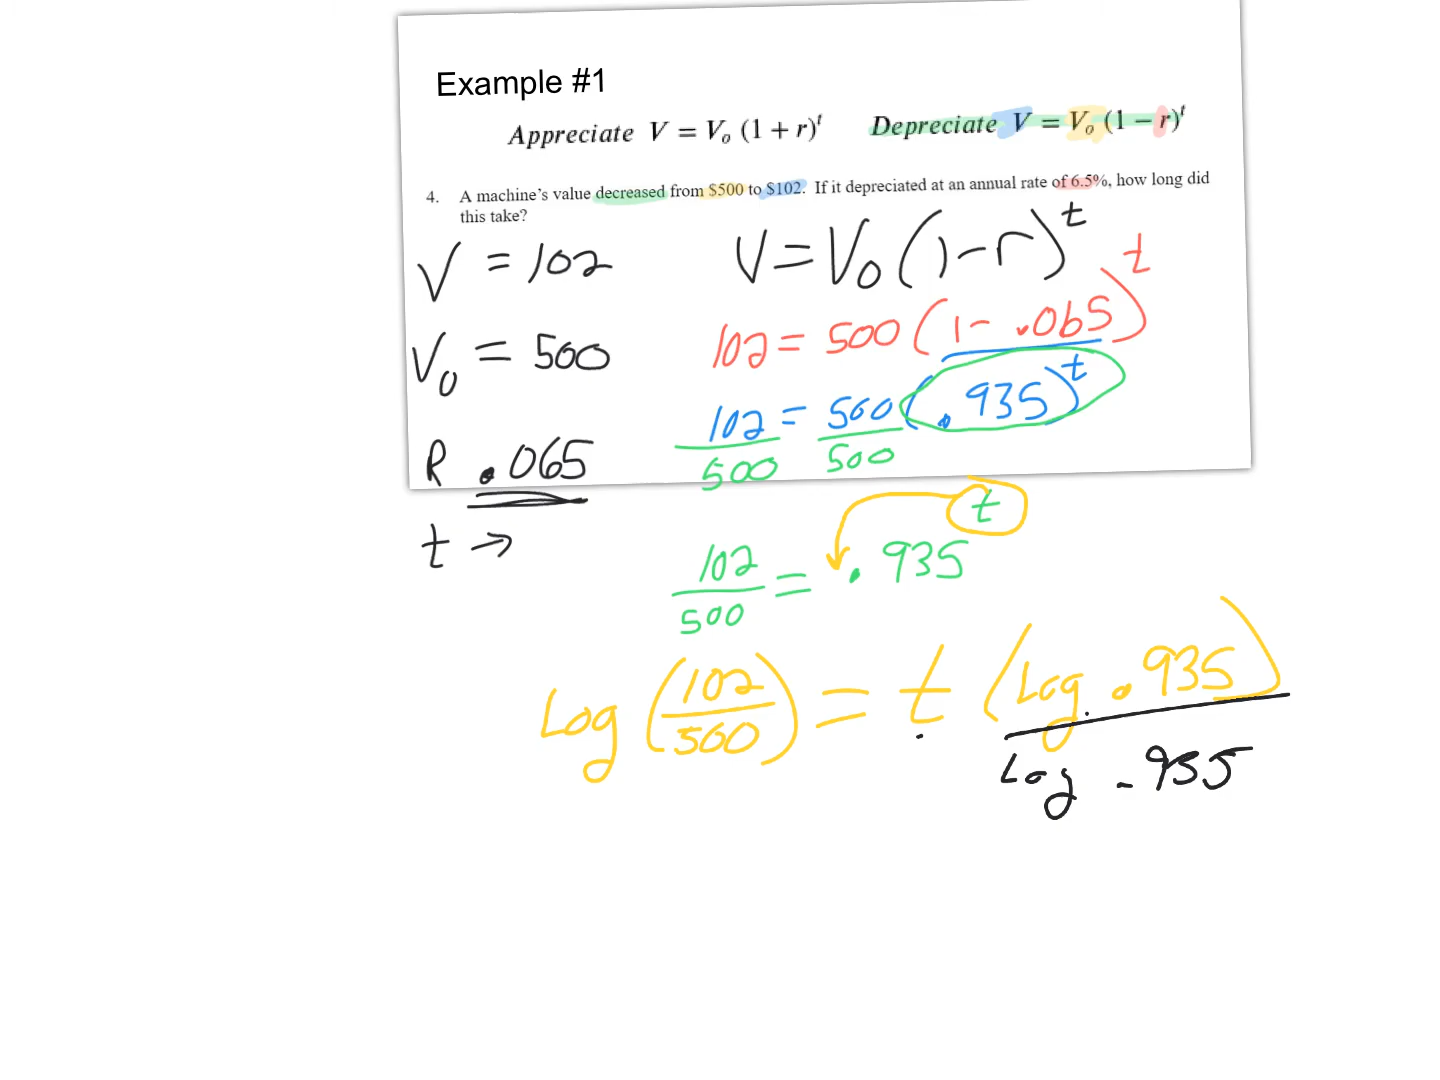 Example #1
Appreciate V = Vₒ (1 + r)ᵗ    Depreciate V = Vₒ (1 − r)ᵗ
4. A machine's value decreased from $500 to $102. If it depreciated at an annual rate of 6.5%, how long did
this take?
V = 102
V₀ = 500
R .065
t →
V = V₀ (1 − r)ᵗ
102 = 500 (1 − .065)ᵗ
102 = 500 (.935)ᵗ
500 500
t
102 = .935
500
Log (102/500) = t (Log .935)
Log .935